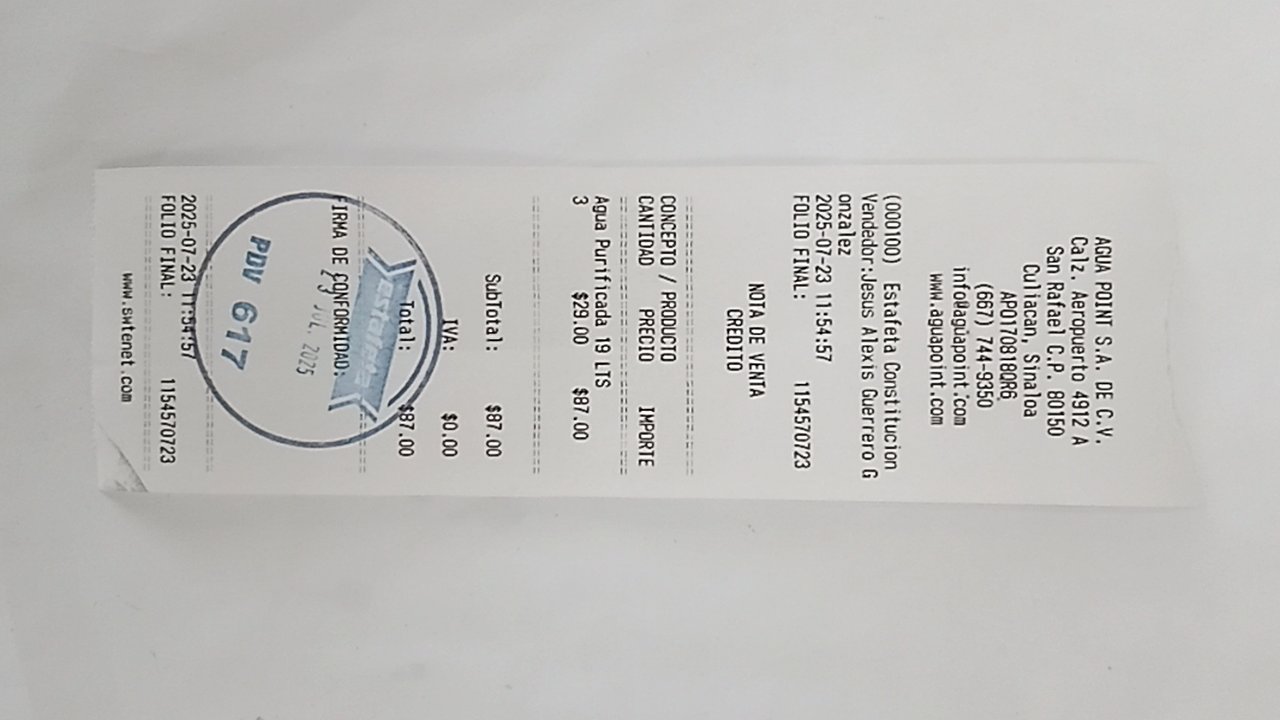 AGUA POINT S.A. DE C.V.
Calz. Aeropuerto 4912 A
San Rafael C.P. 80150
Culiacan, Sinaloa
APO170818QR6
(667) 744-9350
info@aguapoint.com
www.aguapoint.com
(000100) Estafeta Constitucion
Vendedor:Jesus Alexis Guerrero G
onzalez
2025-07-23 11:54:57
FOLIO FINAL: 1154570723
NOTA DE VENTA
CREDITO
CONCEPTO / PRODUCTO
CANTIDAD PRECIO IMPORTE
Agua Purificada 19 LTS
3 $29.00 $87.00
SubTotal: $87.00
IVA: $0.00
Total: $87.00
estafeta
FIRMA DE CONFORMIDAD:
23 JUL. 2025
PDV 617
2025-07-23 11:54:57
FOLIO FINAL: 1154570723
www.swtenet.com